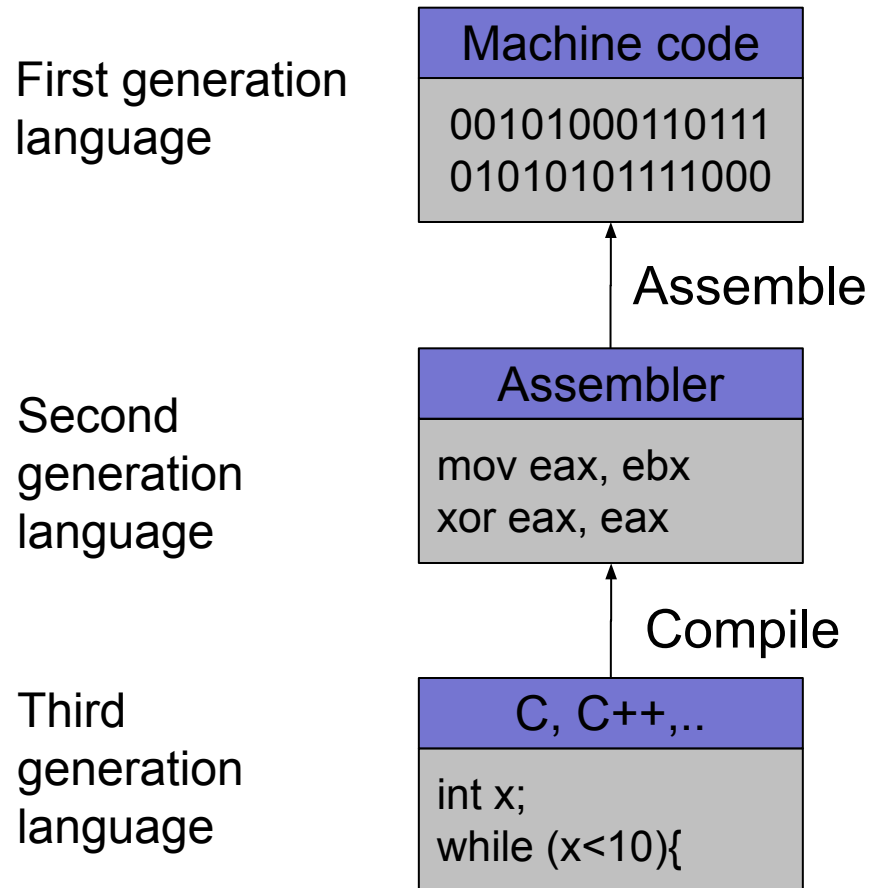 First generation
language
Machine code
00101000110111
01010101111000
Assemble
Second
generation
language
Assembler
mov eax, ebx
xor eax, eax
Compile
Third
generation
language
C, C++,..
int x;
while (x<10){